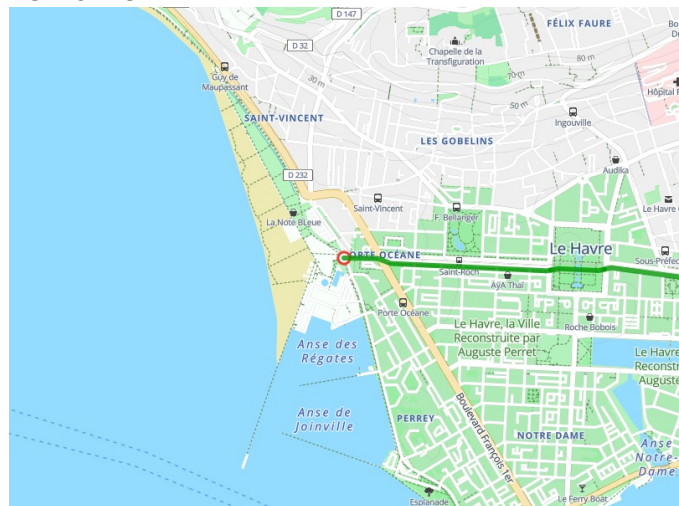 D 147
FÉLIX FAURE
D 32
Chapelle de la
Transfiguration
80 m
70 m
Guy de
Maupassant
30 m
Hôpital F
50 m
Ingouville
SAINT-VINCENT
LES GOBELINS
Audika
D 232
Saint-Vincent
Le Havre
La Note BLeue
F. Bellanger
Le Havre
PORTE OCÉANE
Sous-Préfec
Saint-Roch
AÿA Thaï
Porte Océane
Le Havre, la Ville
Reconstruite par
Auguste Perret
Roche Bobois
Anse des
Régates
Le Havre
Reconstr
Auguste
Anse de
Joinville
Boulevard François 1er
PERREY
NOTRE DAME
Anse
Notre-
Dame
Esplanade
Le Ferry Boat